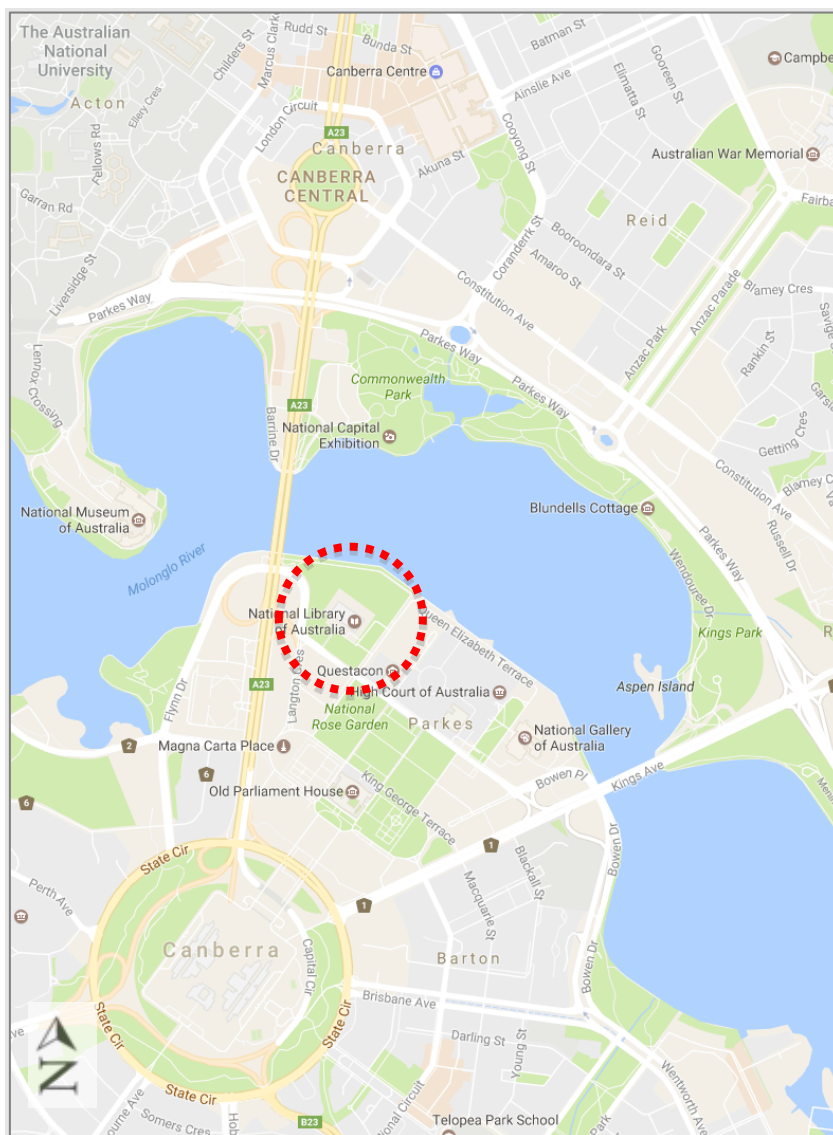 The Australian
National
University
Rudd St
Bunda St
Batman St
Childers St
Marcus Clarke
Canberra Centre
Ainslie Ave
Elimatta St
Gooreen St
Campbe
Acton
Ellery Cres
London Circuit
A23
Canberra
Akuna St
Cooyong St
Australian War Memorial
Fellows Rd
CANBERRA
CENTRAL
Garran Rd
Reid
Fairba
Liversidge St
Coranderrk St
Booroondara St
Amaroo St
Parkes Way
Constitution Ave
Blamey Cres
Anzac Parade
Anzac Park
Savige S
Rankin St
Parkes Way
Lennox Crossing
Commonwealth
Park
A23
Parkes Way
Garsi
Barrine Dr
National Capital
Exhibition
Getting Cres
Constitution Ave
Blamey C
National Museum
of Australia
Blundells Cottage
Russell Dr
Parkes Way
Molonglo River
Wendouree Dr
National Library
of Australia
Queen Elizabeth Terrace
Kings Park
R
Questacon
A23
High Court of Australia
Aspen Island
Flynn Dr
Langton Cres
National
Rose Garden
Parkes
National Gallery
of Australia
2
Magna Carta Place
6
Bowen Pl
Kings Ave
Old Parliament House
King George Terrace
6
Bowen Dr
1
State Cir
Blackall St
Macquarie St
Perth Ave
1
Canberra
Capital Cir
Barton
Bowen Dr
Brisbane Ave
State Cir
State Cir
Darling St
Young St
N
State Cir
National Circuit
Wentworth Ave
Somers Cres
B23
Telopea Park School